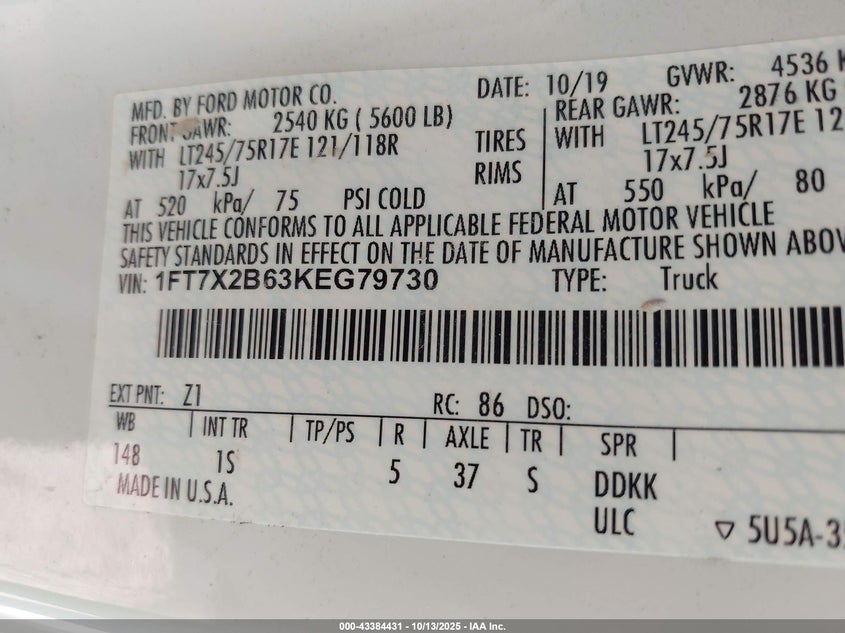 MFD. BY FORD MOTOR CO. DATE: 10/19 GVWR: 4536 K
FRONT GAWR: 2540 KG ( 5600 LB) REAR GAWR: 2876 KG
WITH LT245/75R17E 121/118R TIRES WITH LT245/75R17E 12
17x7.5J RIMS 17x7.5J
AT 520 kPa/ 75 PSI COLD AT 550 kPa/ 80
THIS VEHICLE CONFORMS TO ALL APPLICABLE FEDERAL MOTOR VEHICLE
SAFETY STANDARDS IN EFFECT ON THE DATE OF MANUFACTURE SHOWN ABOV
VIN: 1FT7X2B63KEG79730 TYPE: Truck
EXT PNT: Z1 RC: 86 DSO:
WB INT TR TP/PS R AXLE TR SPR
148 1S 5 37 S DDKK
MADE IN U.S.A. ULC 5U5A-35
000-43384431 - 10/13/2025 - IAA Inc.